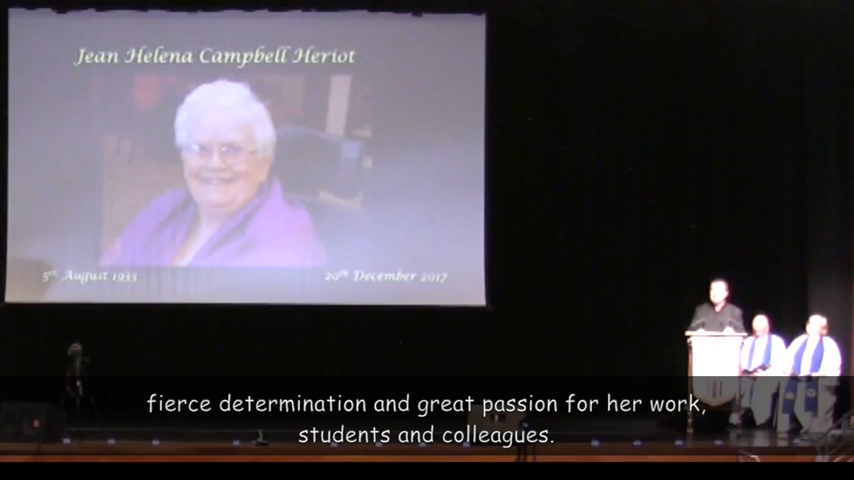 Jean Helena Campbell Heriot
5th August 1933
20th December 2017
fierce determination and great passion for her work,
students and colleagues.